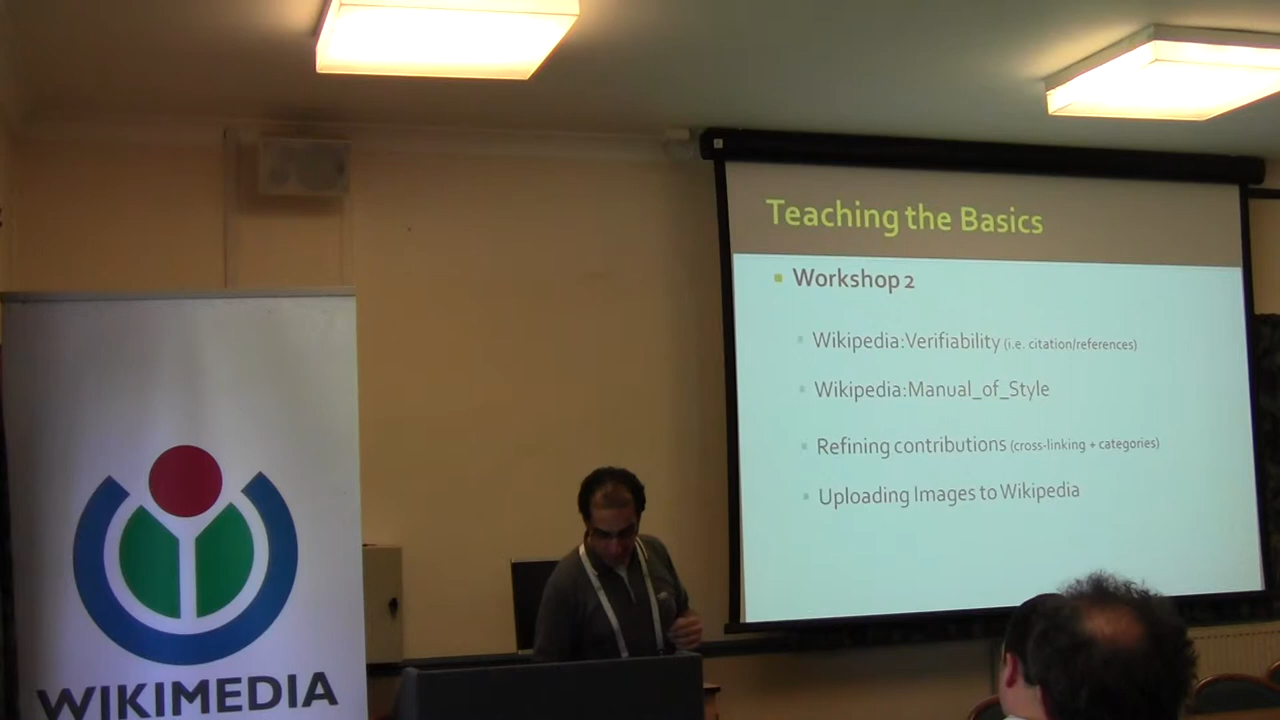 Teaching the Basics
Workshop 2
Wikipedia:Verifiability (i.e. citation/references)
Wikipedia:Manual_of_Style
Refining contributions (cross-linking + categories)
Uploading Images to Wikipedia
WIKIMEDIA